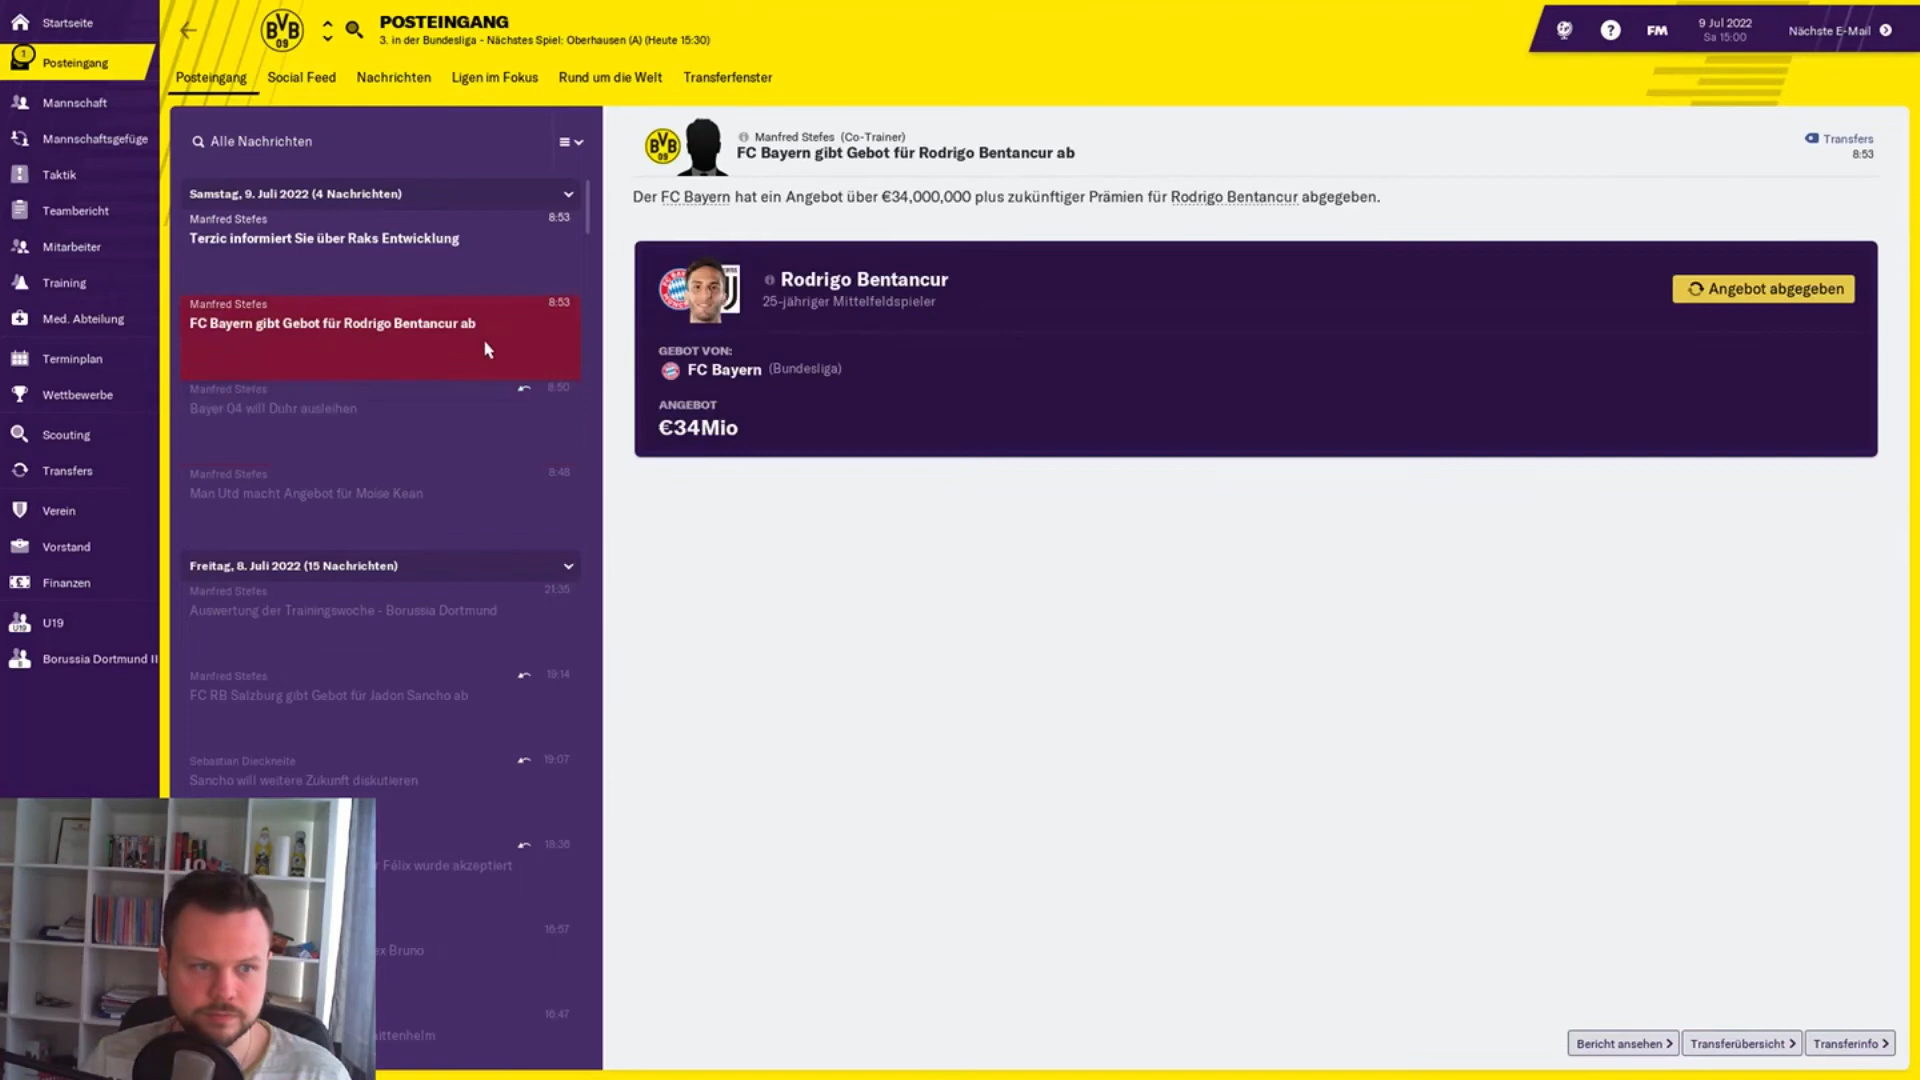 Startseite
Posteingang
Mannschaft
Mannschaftsgefüge
Taktik
Teambericht
Mitarbeiter
Training
Med. Abteilung
Terminplan
Wettbewerbe
Scouting
Transfers
Verein
Vorstand
Finanzen
U19
Borussia Dortmund II
BVB
09
POSTEINGANG
3. in der Bundesliga - Nächstes Spiel: Oberhausen (A) (Heute 15:30)
FM
9 Jul 2022
Sa 15:00
Nächste E-Mail
Posteingang
Social Feed
Nachrichten
Ligen im Fokus
Rund um die Welt
Transferfenster
Alle Nachrichten
Samstag, 9. Juli 2022 (4 Nachrichten)
Manfred Stefes 8:53
Terzic informiert Sie über Raks Entwicklung
Manfred Stefes 8:53
FC Bayern gibt Gebot für Rodrigo Bentancur ab
Manfred Stefes 8:50
Bayer 04 will Duhr ausleihen
Manfred Stefes 8:48
Man Utd macht Angebot für Moise Kean
Freitag, 8. Juli 2022 (15 Nachrichten)
Manfred Stefes 21:35
Auswertung der Trainingswoche - Borussia Dortmund
Manfred Stefes 19:14
FC RB Salzburg gibt Gebot für Jadon Sancho ab
Sebastian Dieckneite 19:07
Sancho will weitere Zukunft diskutieren
18:36
Félix wurde akzeptiert
16:57
ex Bruno
16:47
ittenhelm
Manfred Stefes (Co-Trainer)
FC Bayern gibt Gebot für Rodrigo Bentancur ab
Transfers
8:53
Der FC Bayern hat ein Angebot über €34,000,000 plus zukünftiger Prämien für Rodrigo Bentancur abgegeben.
Rodrigo Bentancur
25-jähriger Mittelfeldspieler
Angebot abgegeben
GEBOT VON:
FC Bayern (Bundesliga)
ANGEBOT
€34Mio
Bericht ansehen
Transferübersicht
Transferinfo